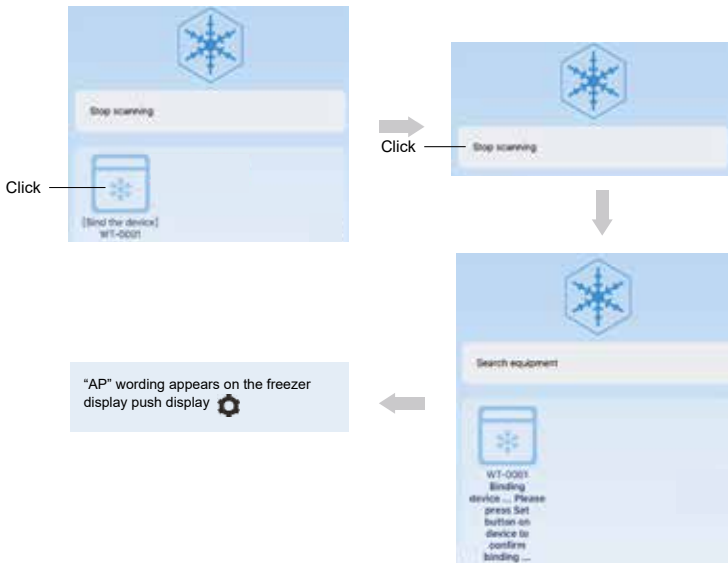 Stop scanning
Click
[Bind the device]
WT-0001
Click
Stop scanning
Search equipment
WT-0001
Binding
device ... Please
press Set
button on
device to
confirm
binding ...
"AP" wording appears on the freezer
display push display